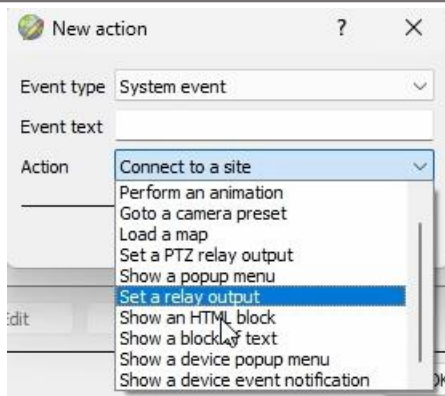 New action ?
Event type System event
Event text
Action Connect to a site
Perform an animation
Goto a camera preset
Load a map
Set a PTZ relay output
Show a popup menu
Set a relay output
Show an HTML block
Edit
Show a block of text
Show a device popup menu
Show a device event notification